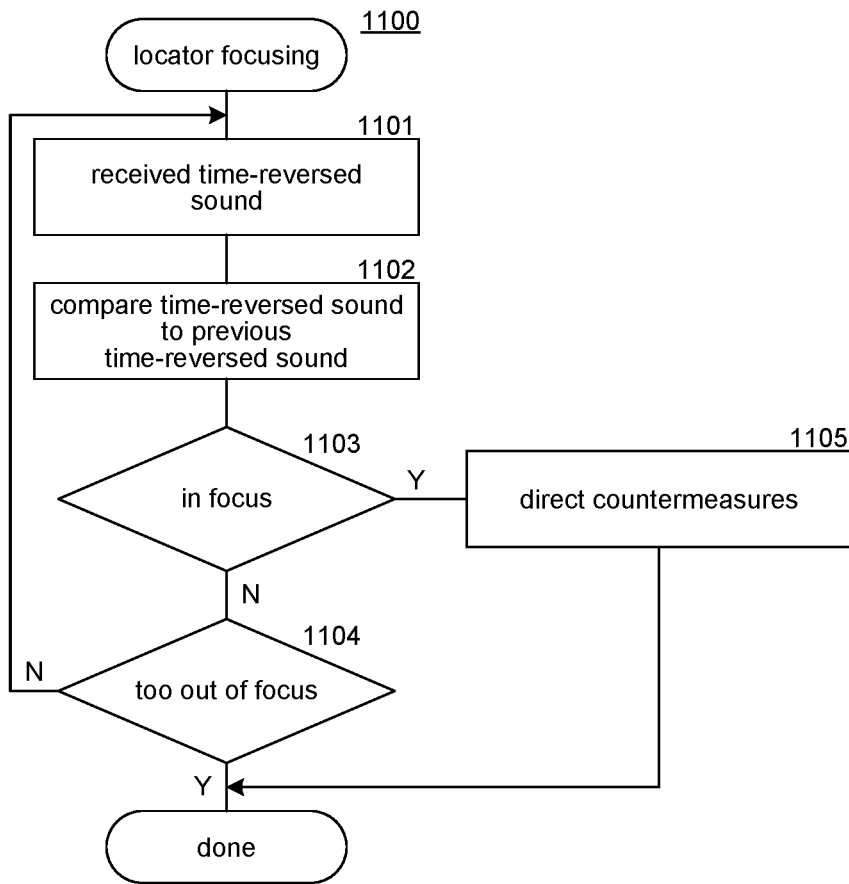 1100
locator focusing
1101
received time-reversed
sound
1102
compare time-reversed sound
to previous
time-reversed sound
1103
in focus
Y
1105
direct countermeasures
N
1104
too out of focus
N
Y
done